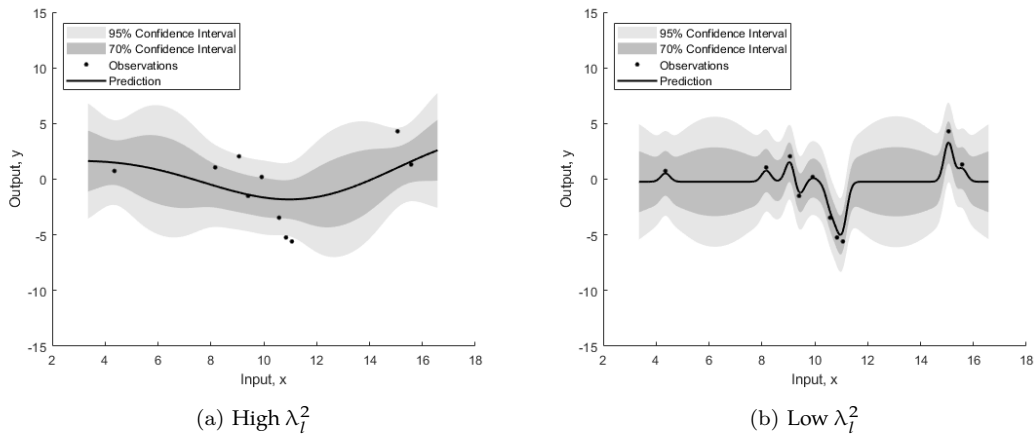 15
10
5
0
-5
-10
-15
Output, y
2 4 6 8 10 12 14 16 18
Input, x
95% Confidence Interval
70% Confidence Interval
Observations
Prediction
(a) High λ_l^2
15
10
5
0
-5
-10
-15
Output, y
2 4 6 8 10 12 14 16 18
Input, x
95% Confidence Interval
70% Confidence Interval
Observations
Prediction
(b) Low λ_l^2